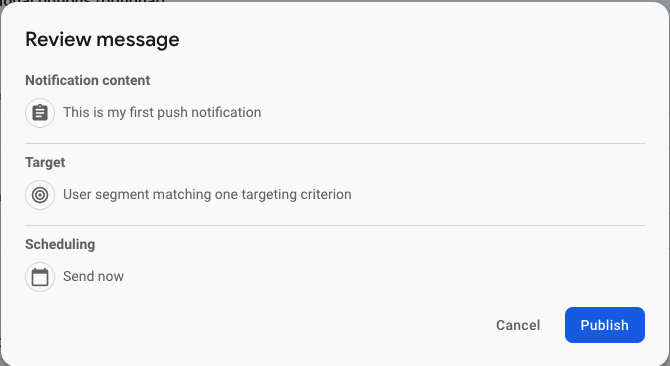 Review message
Notification content
This is my first push notification
Target
User segment matching one targeting criterion
Scheduling
Send now
Cancel
Publish